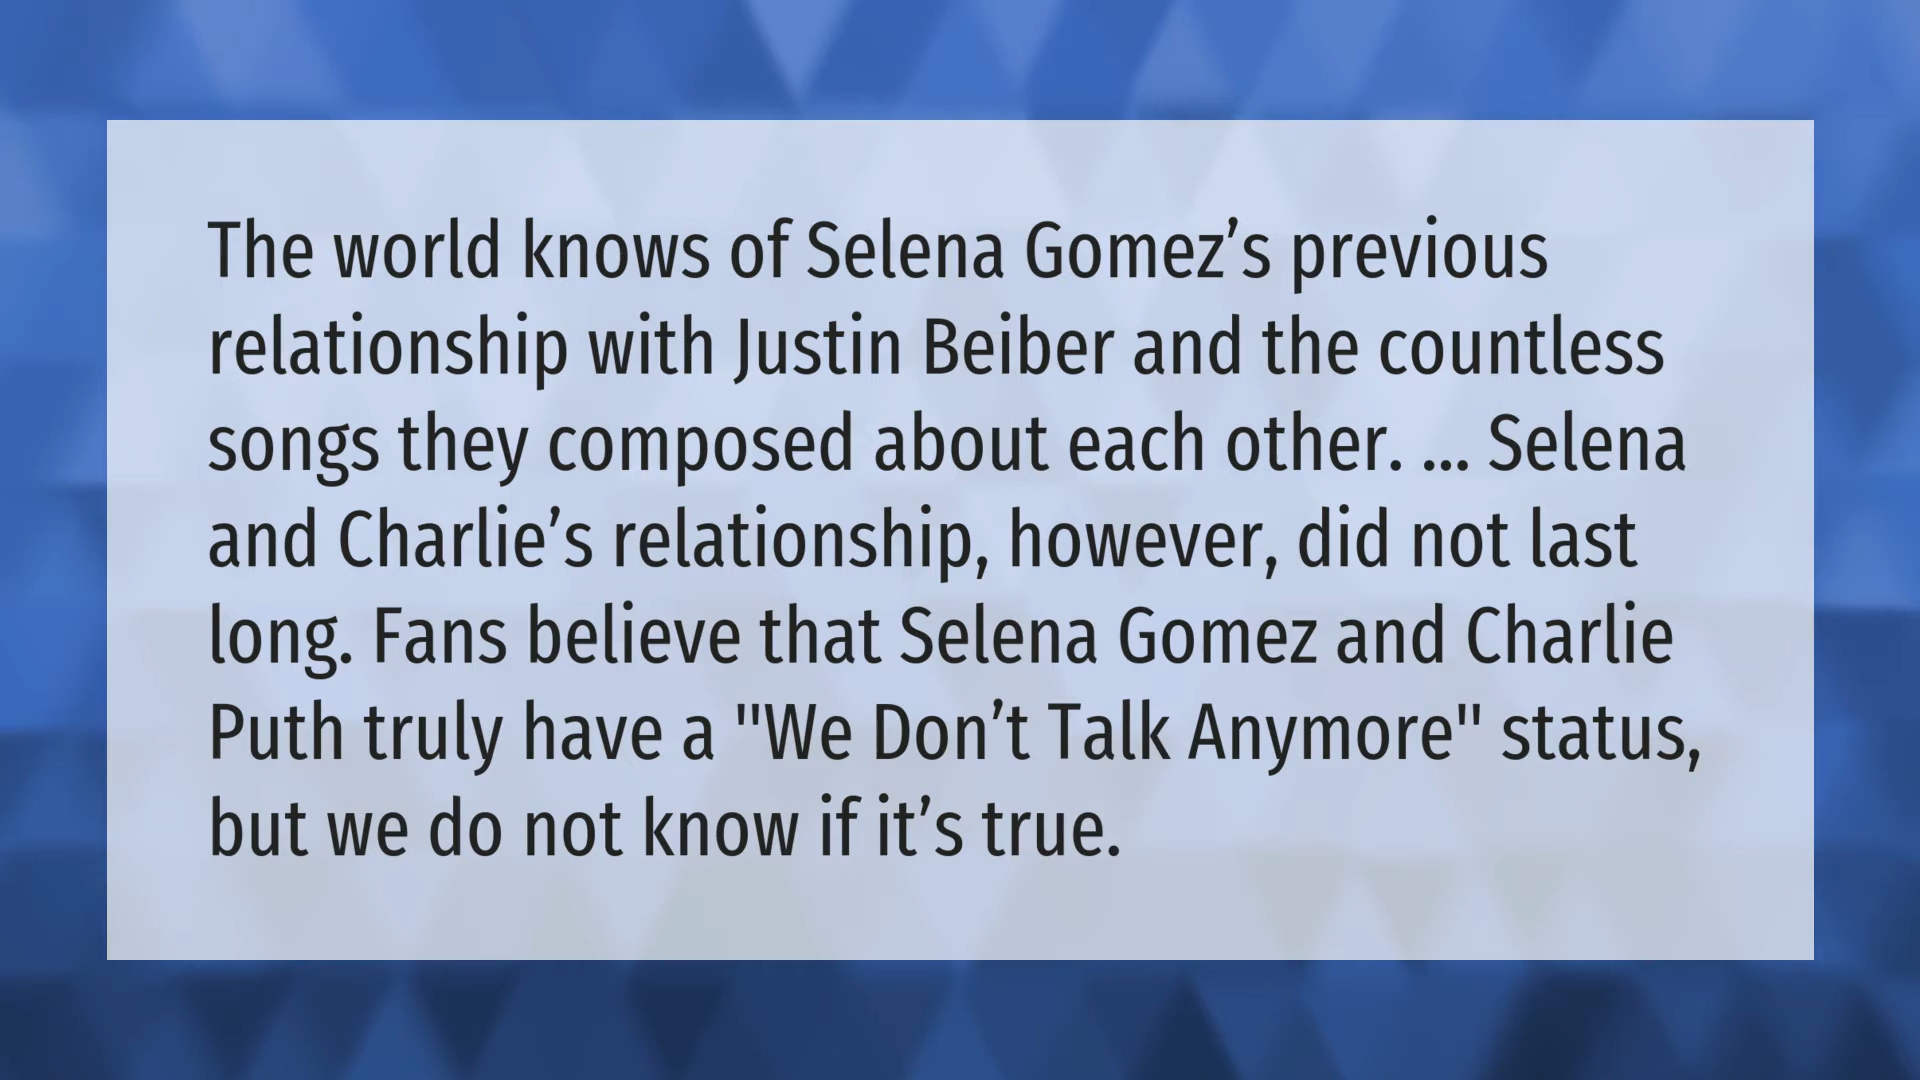 The world knows of Selena Gomez’s previous
relationship with Justin Beiber and the countless
songs they composed about each other. ... Selena
and Charlie’s relationship, however, did not last
long. Fans believe that Selena Gomez and Charlie
Puth truly have a "We Don’t Talk Anymore" status,
but we do not know if it’s true.